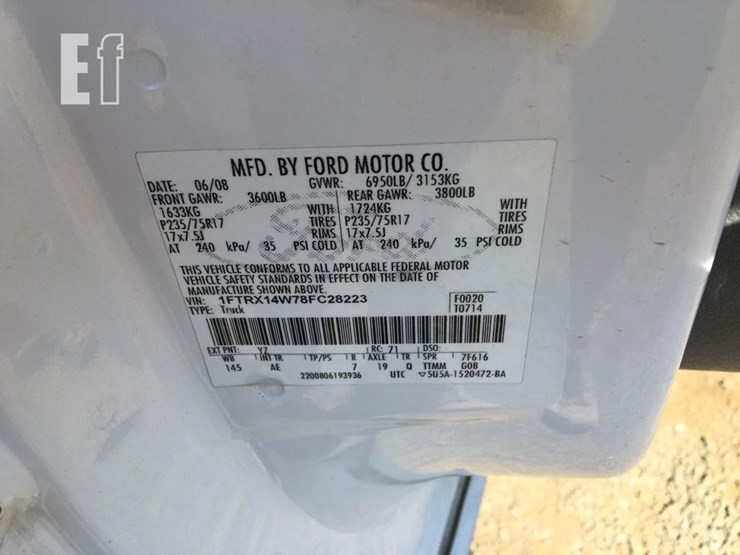 Ef
MFD. BY FORD MOTOR CO.
DATE: 06/08 GVWR: 6950LB/ 3153KG
FRONT GAWR: 3600LB REAR GAWR: 3800LB
1633KG WITH 1724KG WITH
P235/75R17 TIRES P235/75R17 TIRES
17x7.5J RIMS 17x7.5J RIMS
AT 240 kPa/ 35 PSI COLD AT 240 kPa/ 35 PSI COLD
Ford
THIS VEHICLE CONFORMS TO ALL APPLICABLE FEDERAL MOTOR
VEHICLE SAFETY STANDARDS IN EFFECT ON THE DATE OF
MANUFACTURE SHOWN ABOVE.
VIN: 1FTRX14W78FC28223 F0020
TYPE: Truck T0714
EXT PNT: YZ RC: 71 DSO:
WB INT TR TP/PS R AXLE TR SPR 7F616
145 AE 7 19 Q TTMM GOB
2200806193936 UTC ▽5U5A-1520472-BA